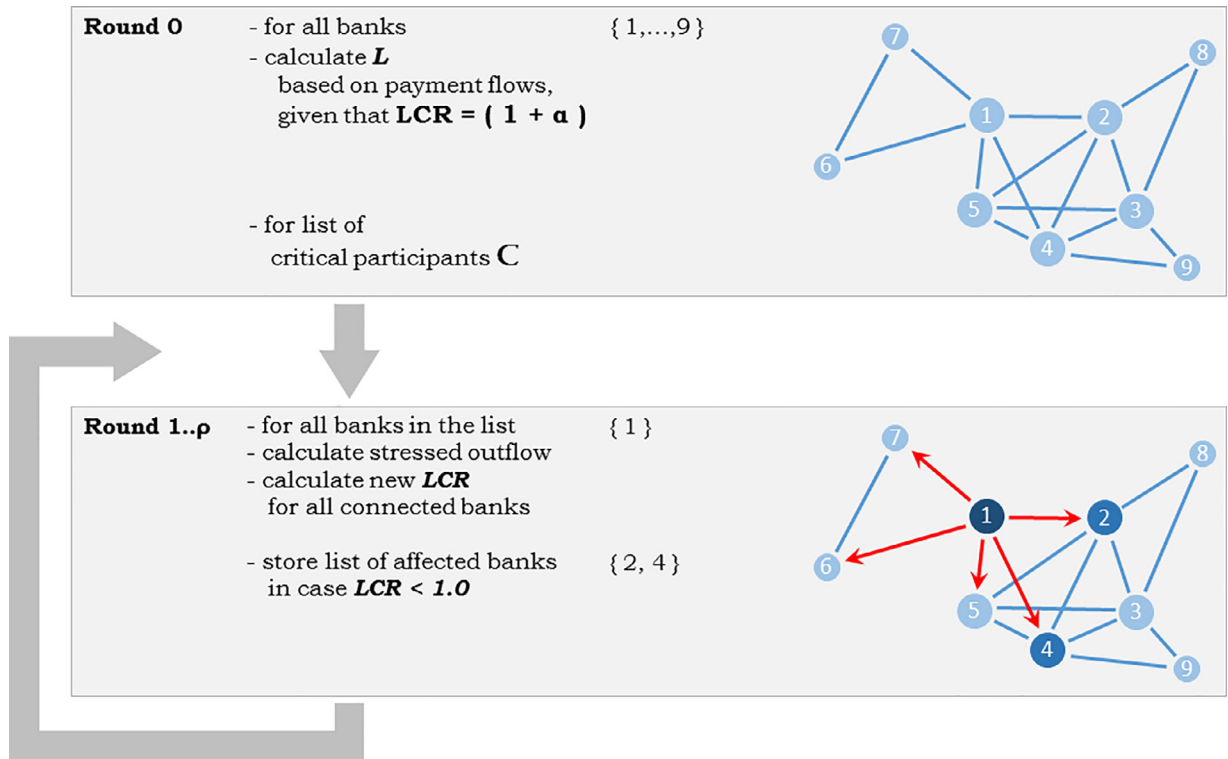 Round 0 - for all banks { 1,...,9 }
- calculate L
based on payment flows,
given that LCR = ( 1 + α )
- for list of
critical participants C
7
8
1
2
6
5
3
4
9
Round 1..ρ - for all banks in the list { 1 }
- calculate stressed outflow
- calculate new LCR
for all connected banks
- store list of affected banks { 2, 4 }
in case LCR < 1.0
7
8
1
2
6
5
3
4
9